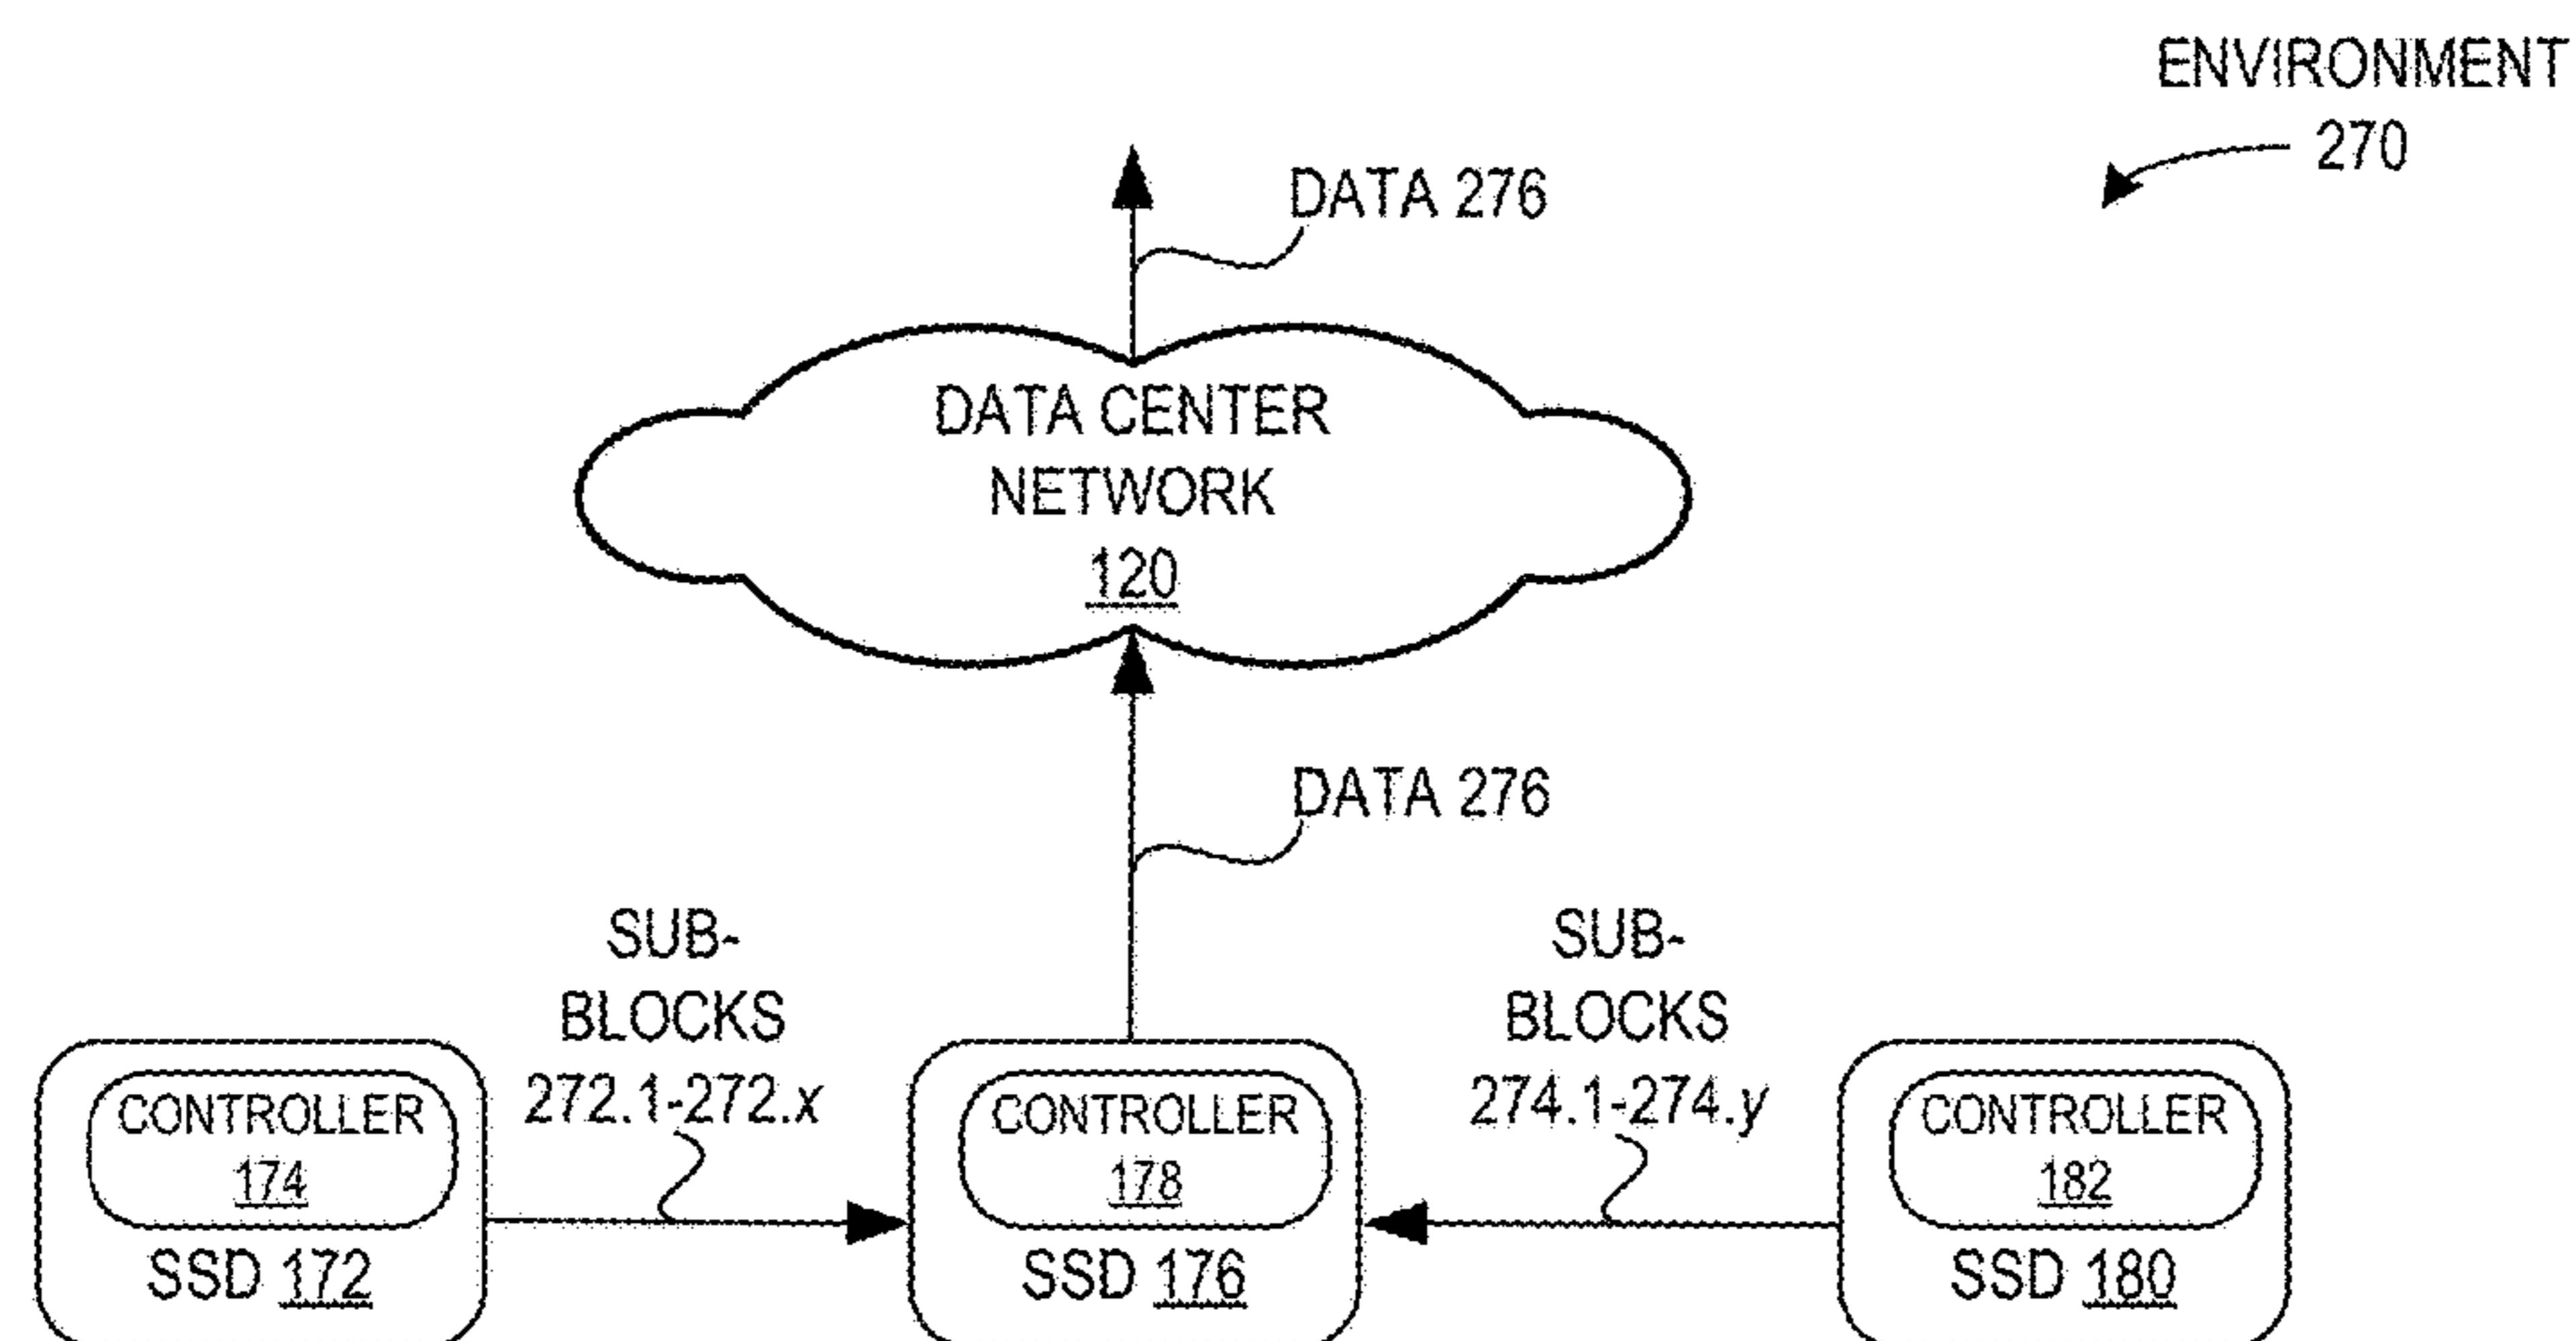 ENVIRONMENT
270
DATA 276
DATA CENTER
NETWORK
120
DATA 276
SUB-
BLOCKS
272.1-272.x
SUB-
BLOCKS
274.1-274.y
CONTROLLER
174
SSD 172
CONTROLLER
178
SSD 176
CONTROLLER
182
SSD 180